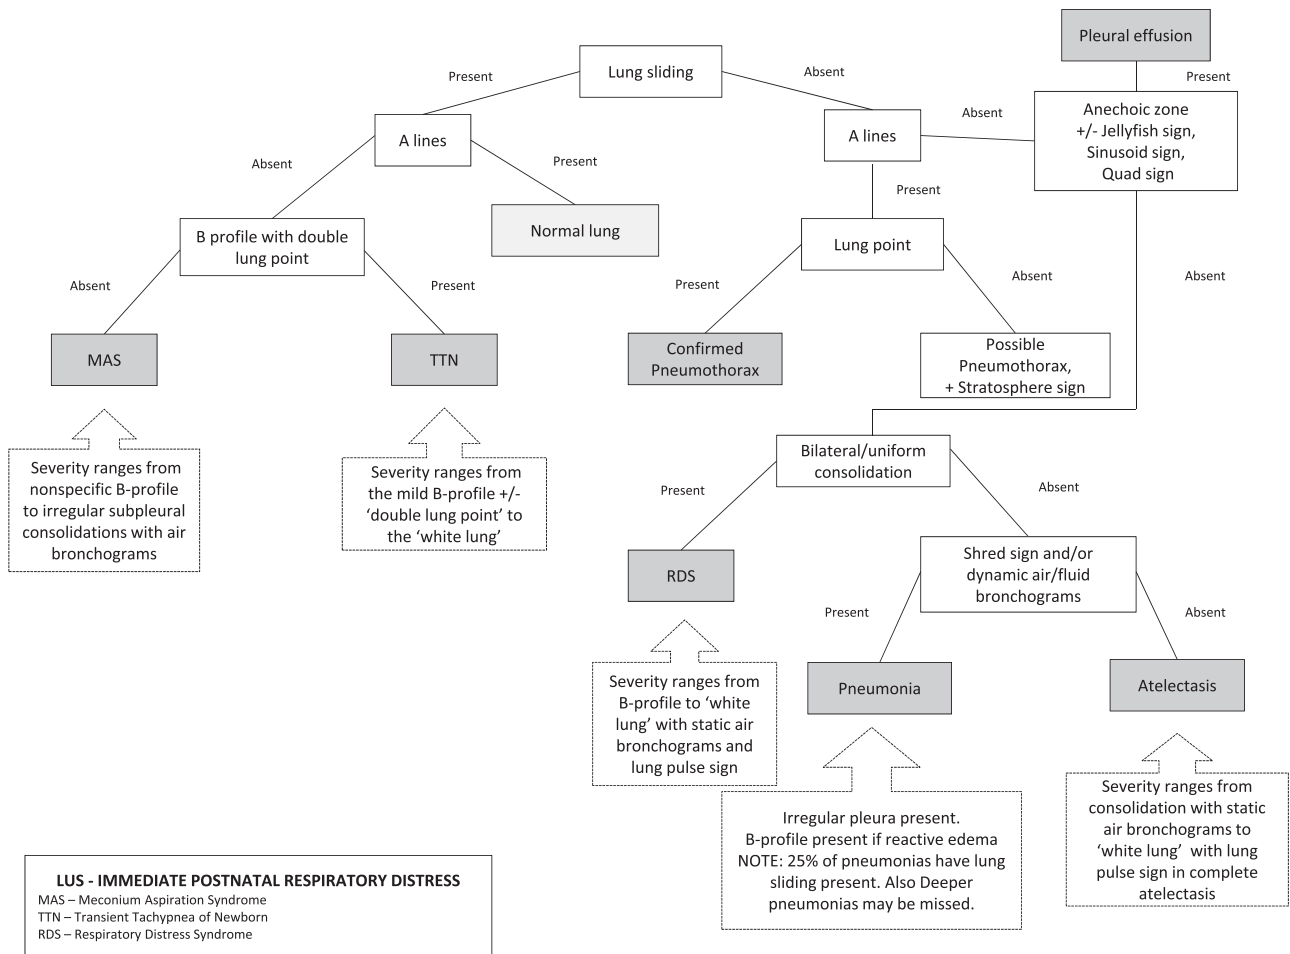 Pleural effusion
Lung sliding
Present
Absent
Present
A lines
A lines
Absent
Anechoic zone
+/- Jellyfish sign,
Sinusoid sign,
Quad sign
Absent
Present
Present
B profile with double
lung point
Normal lung
Lung point
Absent
Present
Present
Absent
Absent
MAS
TTN
Confirmed
Pneumothorax
Possible
Pneumothorax,
+ Stratosphere sign
Severity ranges from
nonspecific B-profile
to irregular subpleural
consolidations with air
bronchograms
Severity ranges from
the mild B-profile +/-
‘double lung point’ to
the ‘white lung’
Bilateral/uniform
consolidation
Present
Absent
RDS
Shred sign and/or
dynamic air/fluid
bronchograms
Present
Absent
Severity ranges from
B-profile to ‘white
lung’ with static air
bronchograms and
lung pulse sign
Pneumonia
Atelectasis
Irregular pleura present.
B-profile present if reactive edema
NOTE: 25% of pneumonias have lung
sliding present. Also Deeper
pneumonias may be missed.
Severity ranges from
consolidation with static
air bronchograms to
‘white lung’ with lung
pulse sign in complete
atelectasis
LUS - IMMEDIATE POSTNATAL RESPIRATORY DISTRESS
MAS – Meconium Aspiration Syndrome
TTN – Transient Tachypnea of Newborn
RDS – Respiratory Distress Syndrome